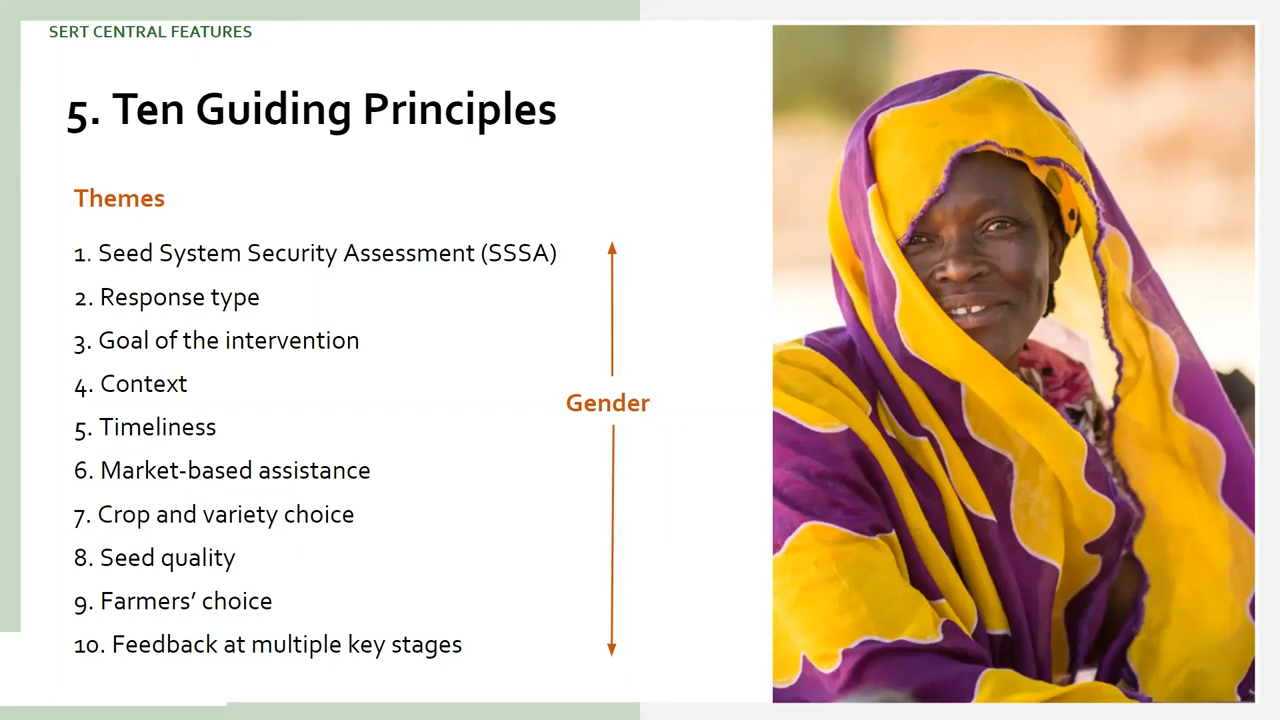 SERT CENTRAL FEATURES
5. Ten Guiding Principles
Themes
1. Seed System Security Assessment (SSSA)
2. Response type
3. Goal of the intervention
4. Context
5. Timeliness
6. Market-based assistance
7. Crop and variety choice
8. Seed quality
9. Farmers’ choice
10. Feedback at multiple key stages
Gender